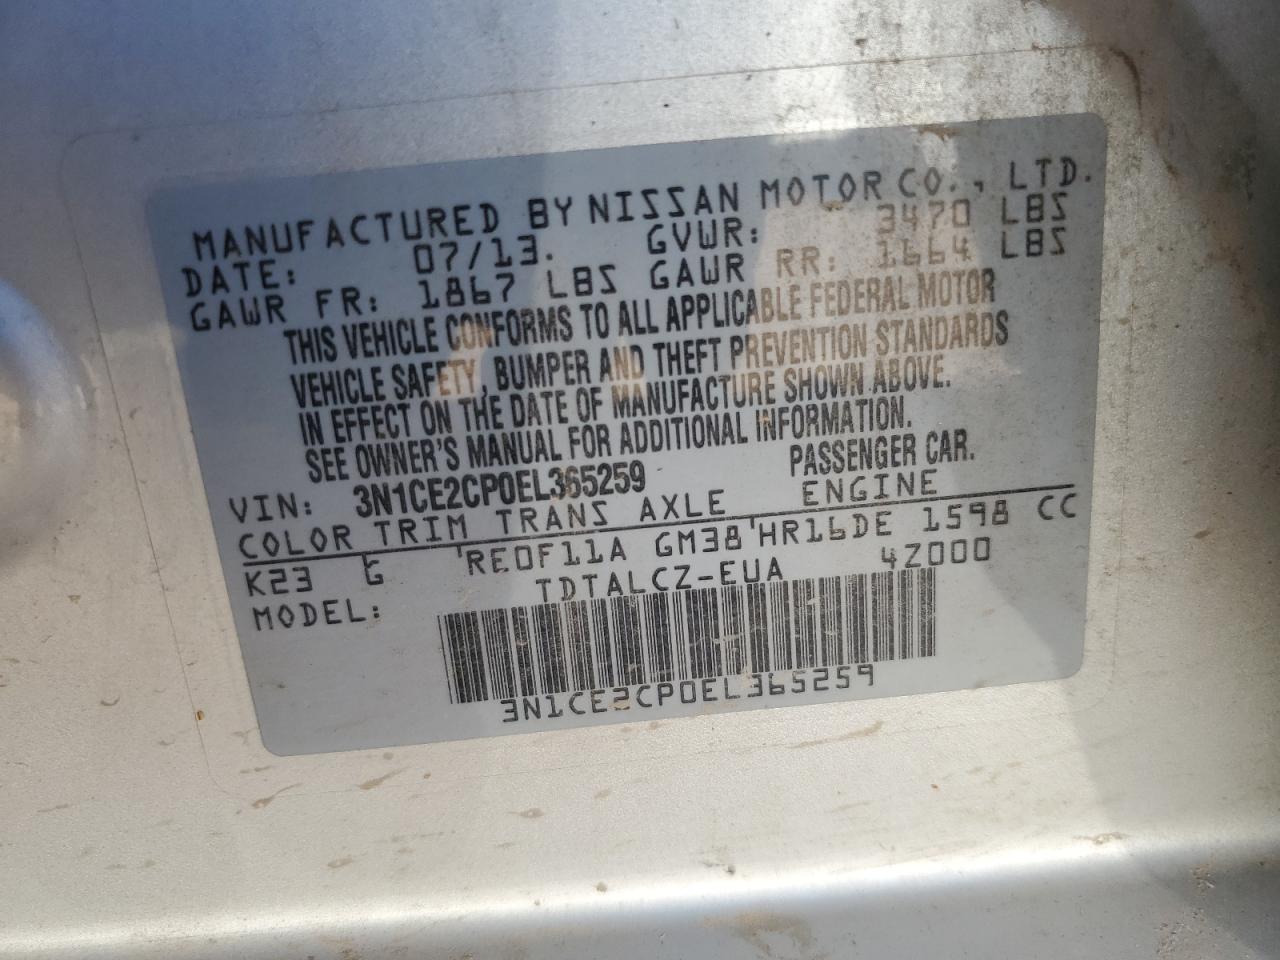 MANUFACTURED BY NISSAN MOTOR CO., LTD.
DATE: 07/13. GVWR: 3470 LBS
GAWR FR: 1867 LBS GAWR RR: 1664 LBS
THIS VEHICLE CONFORMS TO ALL APPLICABLE FEDERAL MOTOR
VEHICLE SAFETY, BUMPER AND THEFT PREVENTION STANDARDS
IN EFFECT ON THE DATE OF MANUFACTURE SHOWN ABOVE.
SEE OWNER'S MANUAL FOR ADDITIONAL INFORMATION.
VIN: 3N1CE2CP0EL365259 PASSENGER CAR.
COLOR TRIM TRANS AXLE ENGINE
K23 G RE0F11A GM38 HR16DE 1598 CC
MODEL: TDTALCZ-EUA 4Z000
3N1CE2CP0EL365259